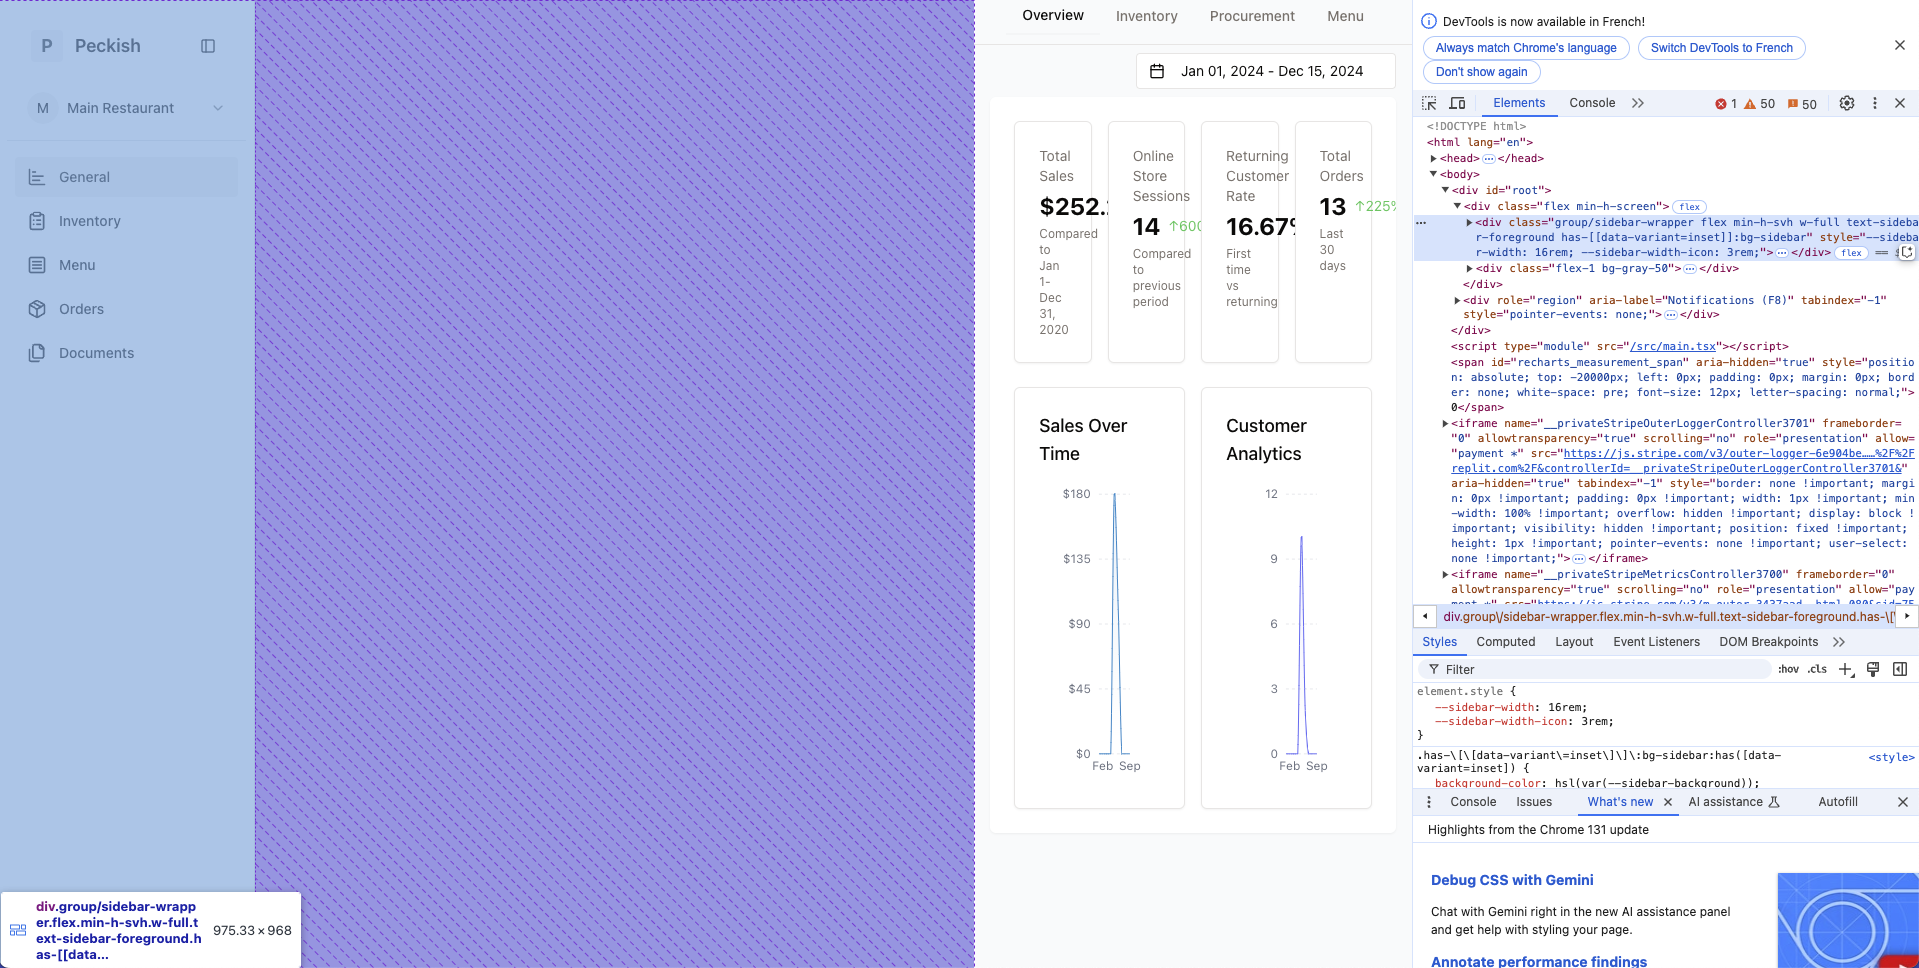 P Peckish
M Main Restaurant
General
Inventory
Menu
Orders
Documents
div.group/sidebar-wrapp
er.flex.min-h-svh.w-full.t
ext-sidebar-foreground.h
as-[[data...
975.33 × 968
Overview Inventory Procurement Menu
Jan 01, 2024 - Dec 15, 2024
Total
Sales
$252.
Compared
to
Jan
1-
Dec
31,
2020
Online
Store
Sessions
14 ↑600
Compared
to
previous
period
Returning
Customer
Rate
16.67%
First
time
vs
returning
Total
Orders
13 ↑225%
Last
30
days
Sales Over
Time
$180
$135
$90
$45
$0
Feb Sep
Customer
Analytics
12
9
6
3
0
Feb Sep
DevTools is now available in French!
Always match Chrome's language
Switch DevTools to French
Don't show again
Elements Console 1 50 50
<!DOCTYPE html>
<html lang="en">
<head> … </head>
<body>
<div id="root">
<div class="flex min-h-screen"> flex
<div class="group/sidebar-wrapper flex min-h-svh w-full text-sideba
r-foreground has-[[data-variant=inset]]:bg-sidebar" style="--sideba
r-width: 16rem; --sidebar-width-icon: 3rem;"> … </div> flex ==
<div class="flex-1 bg-gray-50"> … </div>
</div>
<div role="region" aria-label="Notifications (F8)" tabindex="-1"
style="pointer-events: none;"> … </div>
</div>
<script type="module" src="/src/main.tsx"></script>
<span id="recharts_measurement_span" aria-hidden="true" style="positio
n: absolute; top: -20000px; left: 0px; padding: 0px; margin: 0px; bord
er: none; white-space: pre; font-size: 12px; letter-spacing: normal;">
0</span>
<iframe name="__privateStripeOuterLoggerController3701" frameborder=
"0" allowtransparency="true" scrolling="no" role="presentation" allow=
"payment *" src="https://js.stripe.com/v3/outer-logger-6e904be……%2F%2F
replit.com%2F&controllerId=__privateStripeOuterLoggerController3701&"
aria-hidden="true" tabindex="-1" style="border: none !important; margi
n: 0px !important; padding: 0px !important; width: 1px !important; min
-width: 100% !important; overflow: hidden !important; display: block !
important; visibility: hidden !important; position: fixed !important;
height: 1px !important; pointer-events: none !important; user-select:
none !important;"> … </iframe>
<iframe name="__privateStripeMetricsController3700" frameborder="0"
allowtransparency="true" scrolling="no" role="presentation" allow="pay
div.group\/sidebar-wrapper.flex.min-h-svh.w-full.text-sidebar-foreground.has-\[\
Styles Computed Layout Event Listeners DOM Breakpoints
Filter :hov .cls
element.style {
--sidebar-width: 16rem;
--sidebar-width-icon: 3rem;
}
.has-\[\[data-variant\=inset\]\]\:bg-sidebar:has([data- <style>
variant=inset]) {
background-color: hsl(var(--sidebar-background));
Console Issues What's new AI assistance Autofill
Highlights from the Chrome 131 update
Debug CSS with Gemini
Chat with Gemini right in the new AI assistance panel
and get help with styling your page.
Annotate performance findings